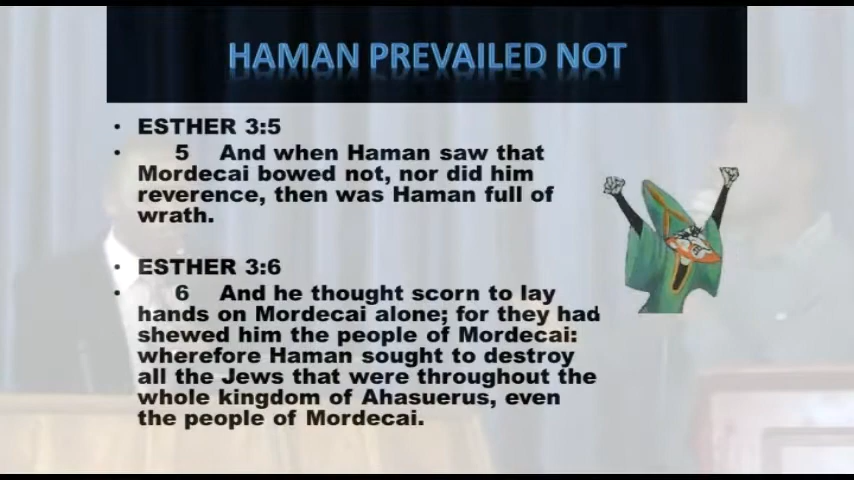 HAMAN PREVAILED NOT
• ESTHER 3:5
• 5 And when Haman saw that
Mordecai bowed not, nor did him
reverence, then was Haman full of
wrath.
• ESTHER 3:6
• 6 And he thought scorn to lay
hands on Mordecai alone; for they had
shewed him the people of Mordecai:
wherefore Haman sought to destroy
all the Jews that were throughout the
whole kingdom of Ahasuerus, even
the people of Mordecai.